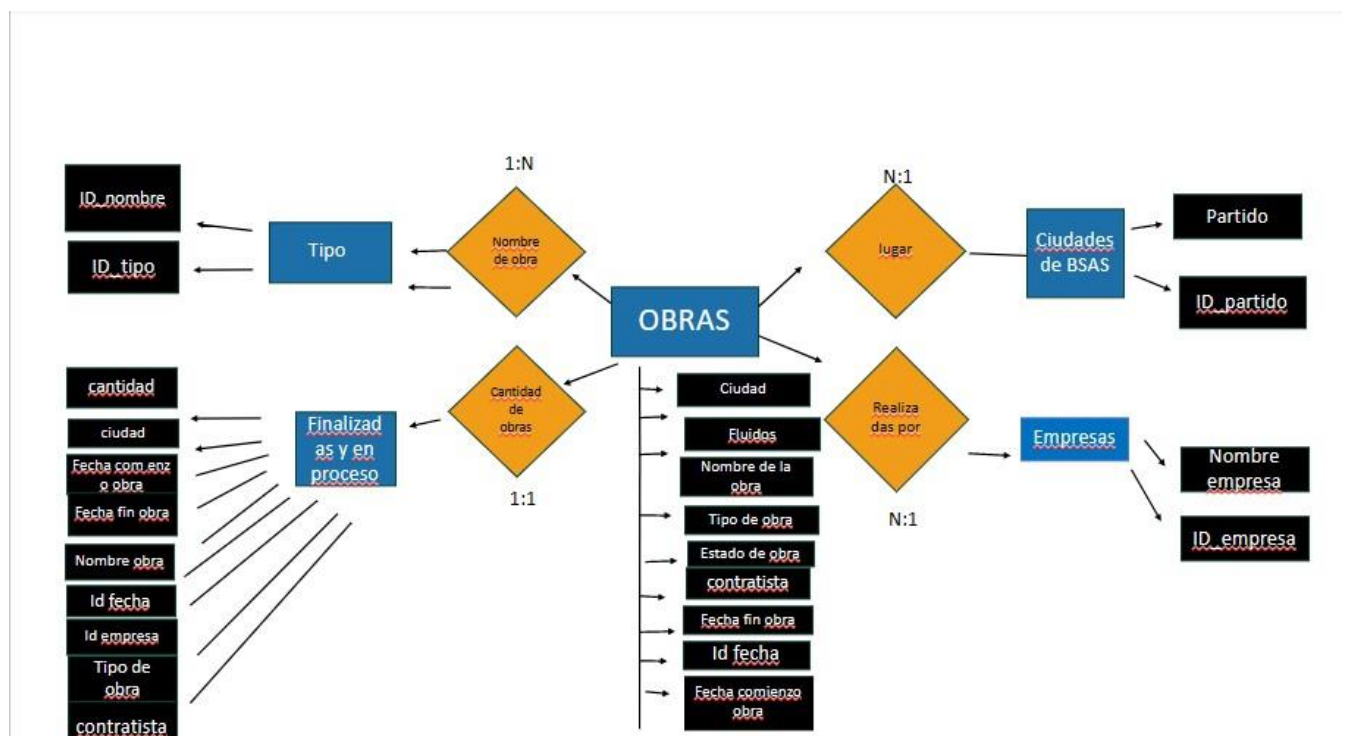 1:N
N:1
ID_nombre
ID_tipo
Tipo
Nombre
de obra
lugar
Ciudades
de BSAS
Partido
ID_partido
OBRAS
cantidad
ciudad
Fecha com.enz
o obra
Fecha fin obra
Nombre obra
Id fecha
Id empresa
Tipo de
obra
contratista
Finalizad
as y en
proceso
Cantidad
de
obras
1:1
Ciudad
Fluidos
Nombre de la
obra
Tipo de obra
Estado de obra
contratista
Fecha fin obra
Id fecha
Fecha comienzo
obra
Realiza
das por
N:1
Empresas
Nombre
empresa
ID_empresa